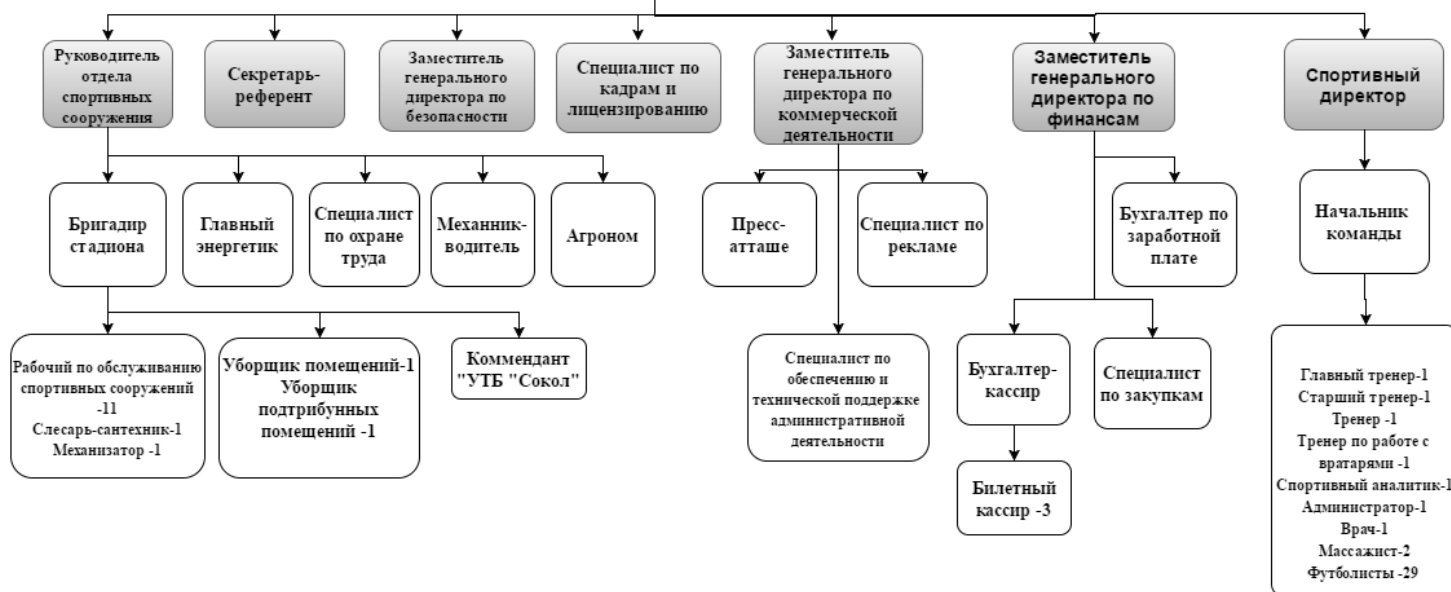 Руководитель
отдела
спортивных
сооружения
Секретарь-
референт
Заместитель
генерального
директора по
безопасности
Специалист по
кадрам и
лицензированию
Заместитель
генерального
директора по
коммерческой
деятельности
Заместитель
генерального
директора по
финансам
Спортивный
директор
Бригадир
стадиона
Главный
энергетик
Специалист
по охране
труда
Механник-
водитель
Агроном
Пресс-
атташе
Специалист по
рекламе
Бухгалтер по
заработной
плате
Начальник
команды
Рабочий по обслуживанию
спортивных сооружений
-11
Слесарь-сантехник-1
Механизатор -1
Уборщик помещений-1
Уборщик
подтрибунных
помещений -1
Коммендант
"УТБ "Сокол"
Специалист по
обеспечению и
технической поддержке
административной
деятельности
Бухгалтер-
кассир
Специалист
по закупкам
Билетный
кассир -3
Главный тренер-1
Старший тренер-1
Тренер -1
Тренер по работе с
вратарями -1
Спортивный аналитик-1
Администратор-1
Врач-1
Массажист-2
Футболисты -29